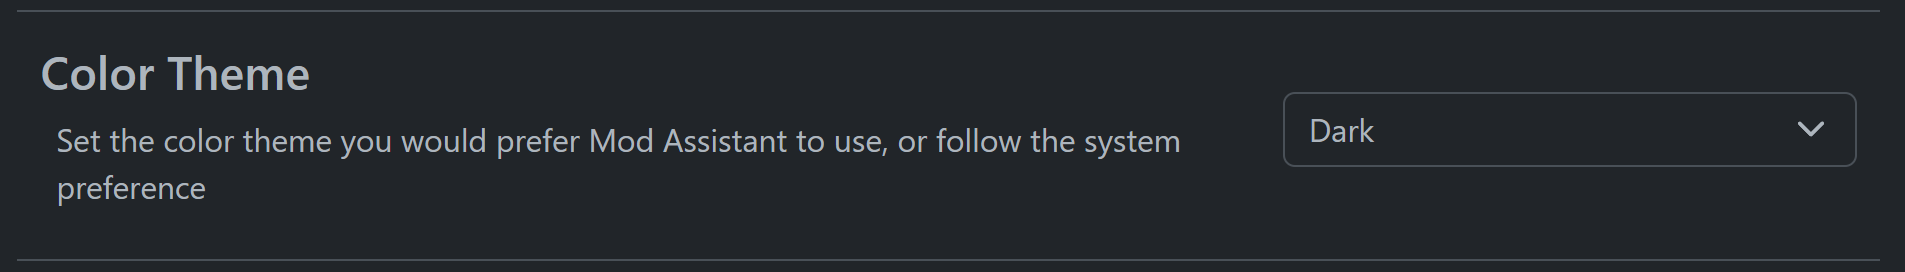 Color Theme
Set the color theme you would prefer Mod Assistant to use, or follow the system
preference
Dark